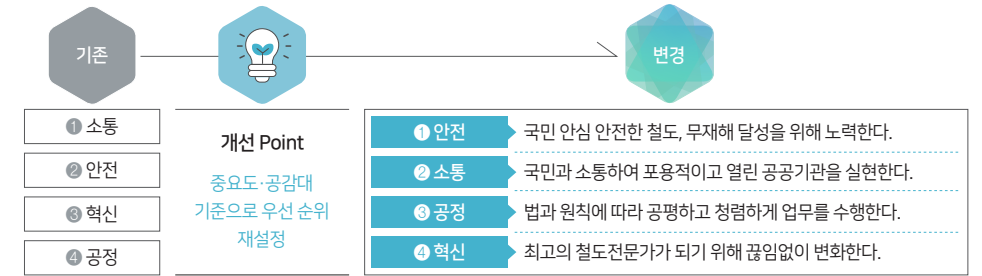 기존
변경
❶ 소통
❷ 안전
❸ 혁신
❹ 공정
개선 Point
중요도·공감대
기준으로 우선 순위
재설정
❶ 안전 국민 안심 안전한 철도, 무재해 달성을 위해 노력한다.
❷ 소통 국민과 소통하여 포용적이고 열린 공공기관을 실현한다.
❸ 공정 법과 원칙에 따라 공평하고 청렴하게 업무를 수행한다.
❹ 혁신 최고의 철도전문가가 되기 위해 끊임없이 변화한다.